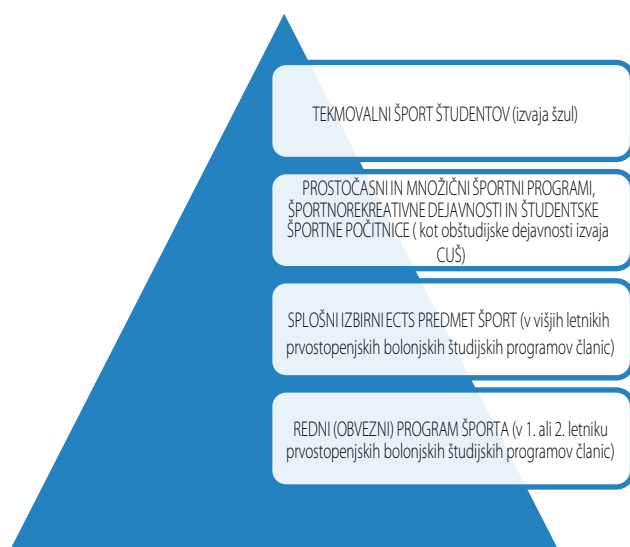 TEKMOVALNI ŠPORT ŠTUDENTOV (izvaja šzul)
PROSTOČASNI IN MNOŽIČNI ŠPORTNI PROGRAMI,
ŠPORTNOREKREATIVNE DEJAVNOSTI IN ŠTUDENTSKE
ŠPORTNE POČITNICE ( kot obštudijske dejavnosti izvaja
CUŠ)
SPLOŠNI IZBIRNI ECTS PREDMET ŠPORT (v višjih letnikih
prvostopenjskih bolonjskih študijskih programov članic)
REDNI (OBVEZNI) PROGRAM ŠPORTA (v 1. ali 2. letniku
prvostopenjskih bolonjskih študijskih programov članic)